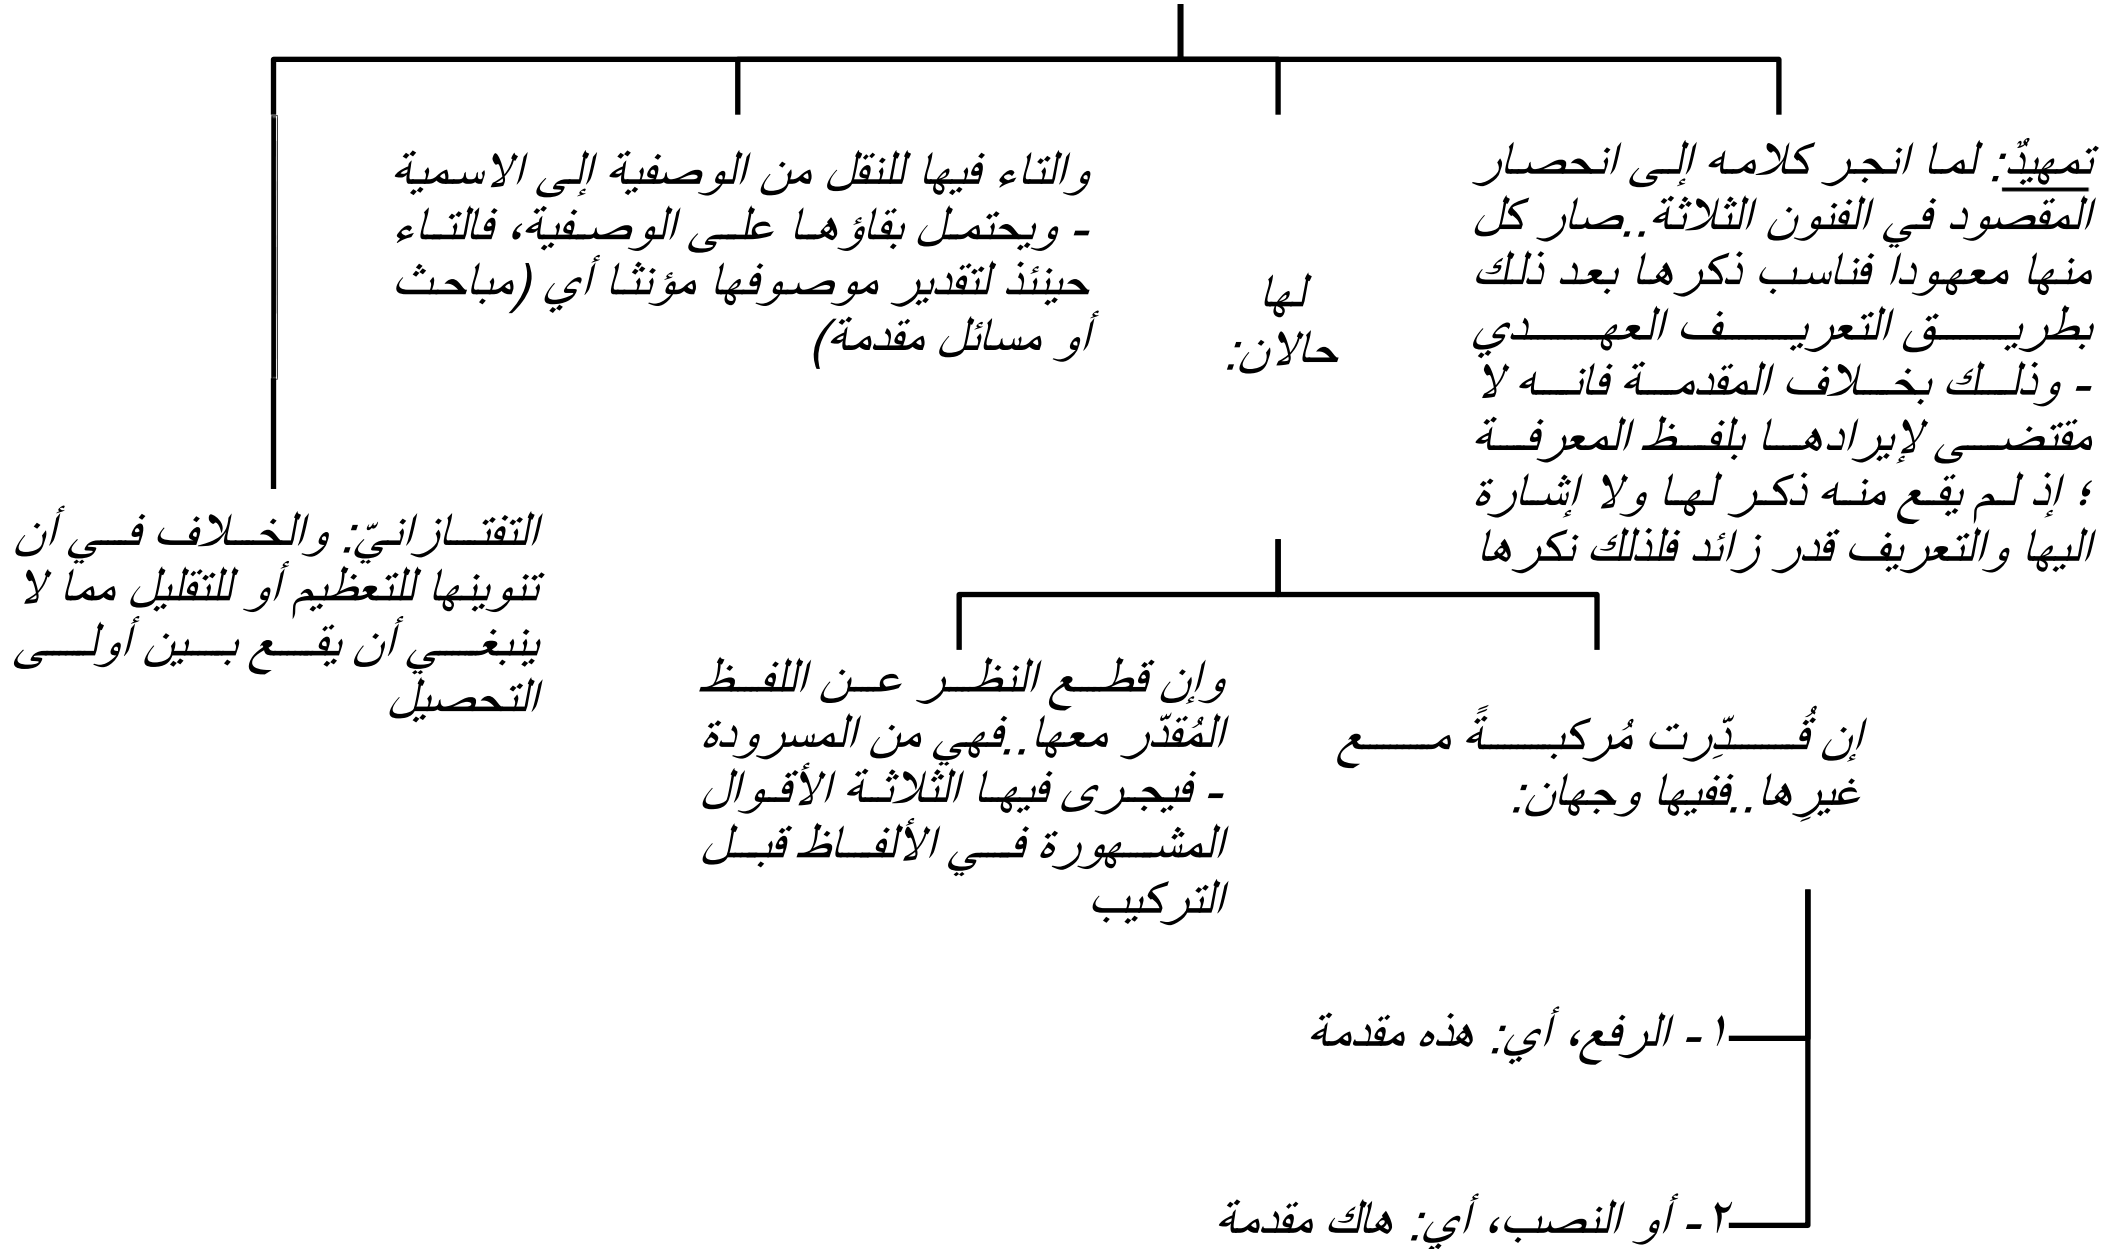 تمهيدٌ: لما انجر كلامه إلى انحصار
المقصود في الفنون الثلاثة..صار كل
منها معهودا فناسب ذكرها بعد ذلك
بطريق التعريف العهدي
- وذلك بخلاف المقدمة فانه لا
مقتضى لإيرادها بلفظ المعرفة
؛ إذ لم يقع منه ذكر لها ولا إشارة
اليها والتعريف قدر زائد فلذلك نكرها
لها
حالان:
إن قُدِّرت مُركبةً مع
غيرِها..ففيها وجهان:
١- الرفع، أي: هذه مقدمة
٢- أو النصب، أي: هاك مقدمة
وإن قطع النظر عن اللفظ
المُقدّر معها..فهي من المسرودة
- فيجرى فيها الثلاثة الأقوال
المشهورة في الألفاظ قبل
التركيب
والتاء فيها للنقل من الوصفية إلى الاسمية
- ويحتمل بقاؤها على الوصفية، فالتاء
حينئذ لتقدير موصوفها مؤنثا أي (مباحث
أو مسائل مقدمة)
التفتازانيّ: والخلاف في أن
تنوينها للتعظيم أو للتقليل مما لا
ينبغي أن يقع بين أولى
التحصيل